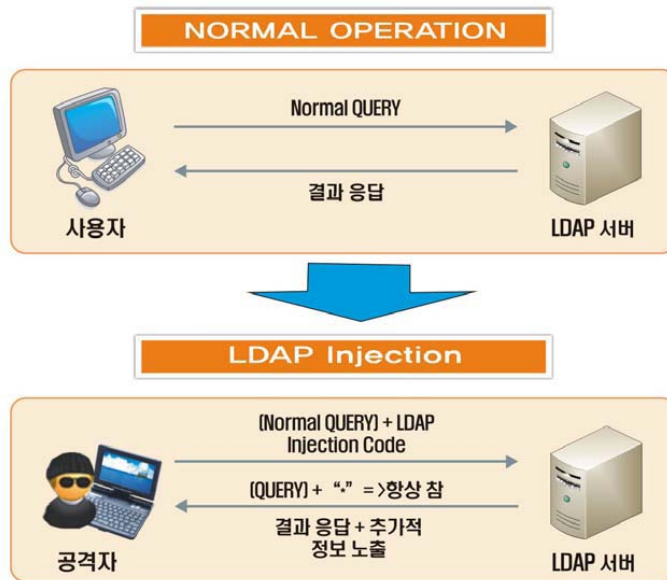 NORMAL OPERATION
Normal QUERY
결과 응답
사용자
LDAP 서버
LDAP Injection
(Normal QUERY) + LDAP
Injection Code
(QUERY) + “*” = >항상 참
결과 응답 + 추가적
정보 노출
공격자
LDAP 서버